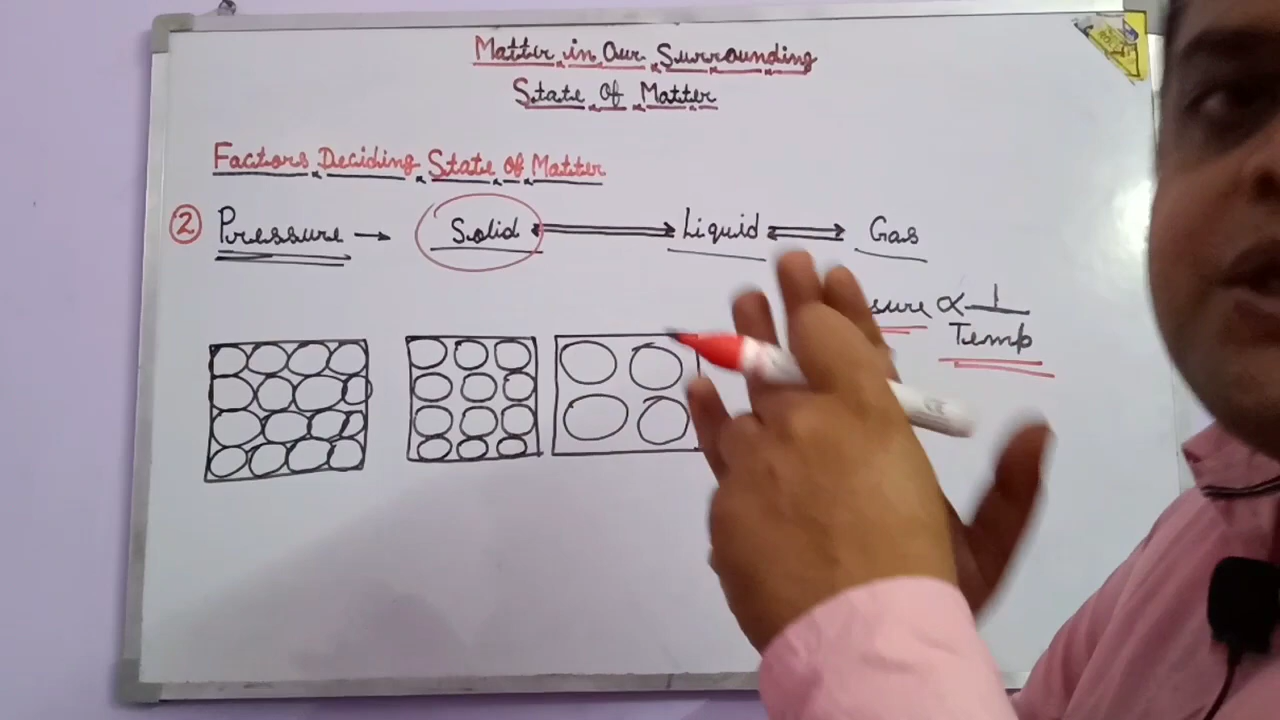 Matter in Our Surrounding
State Of Matter
Factors Deciding State of Matter
② Pressure → Solid ⟷ Liquid ⇌ Gas
sure ∝ 1
Temp